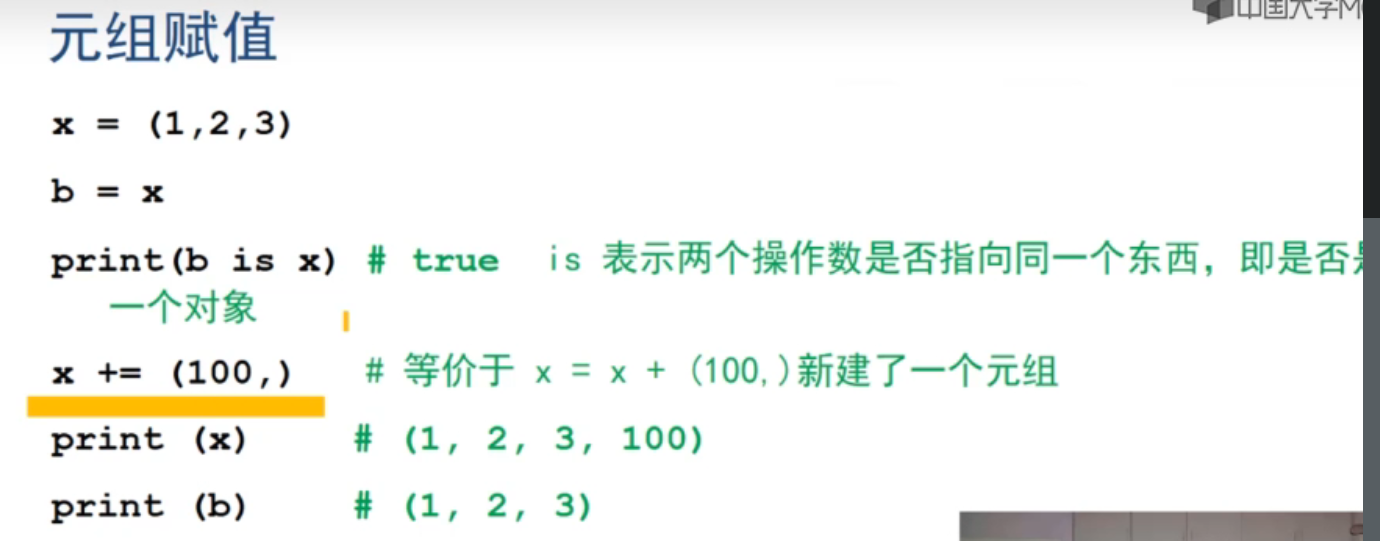 中国大学M
元组赋值
x = (1,2,3)
b = x
print(b is x) # true is 表示两个操作数是否指向同一个东西，即是否
一个对象
x += (100,) # 等价于 x = x + (100,)新建了一个元组
print (x) # (1, 2, 3, 100)
print (b) # (1, 2, 3)